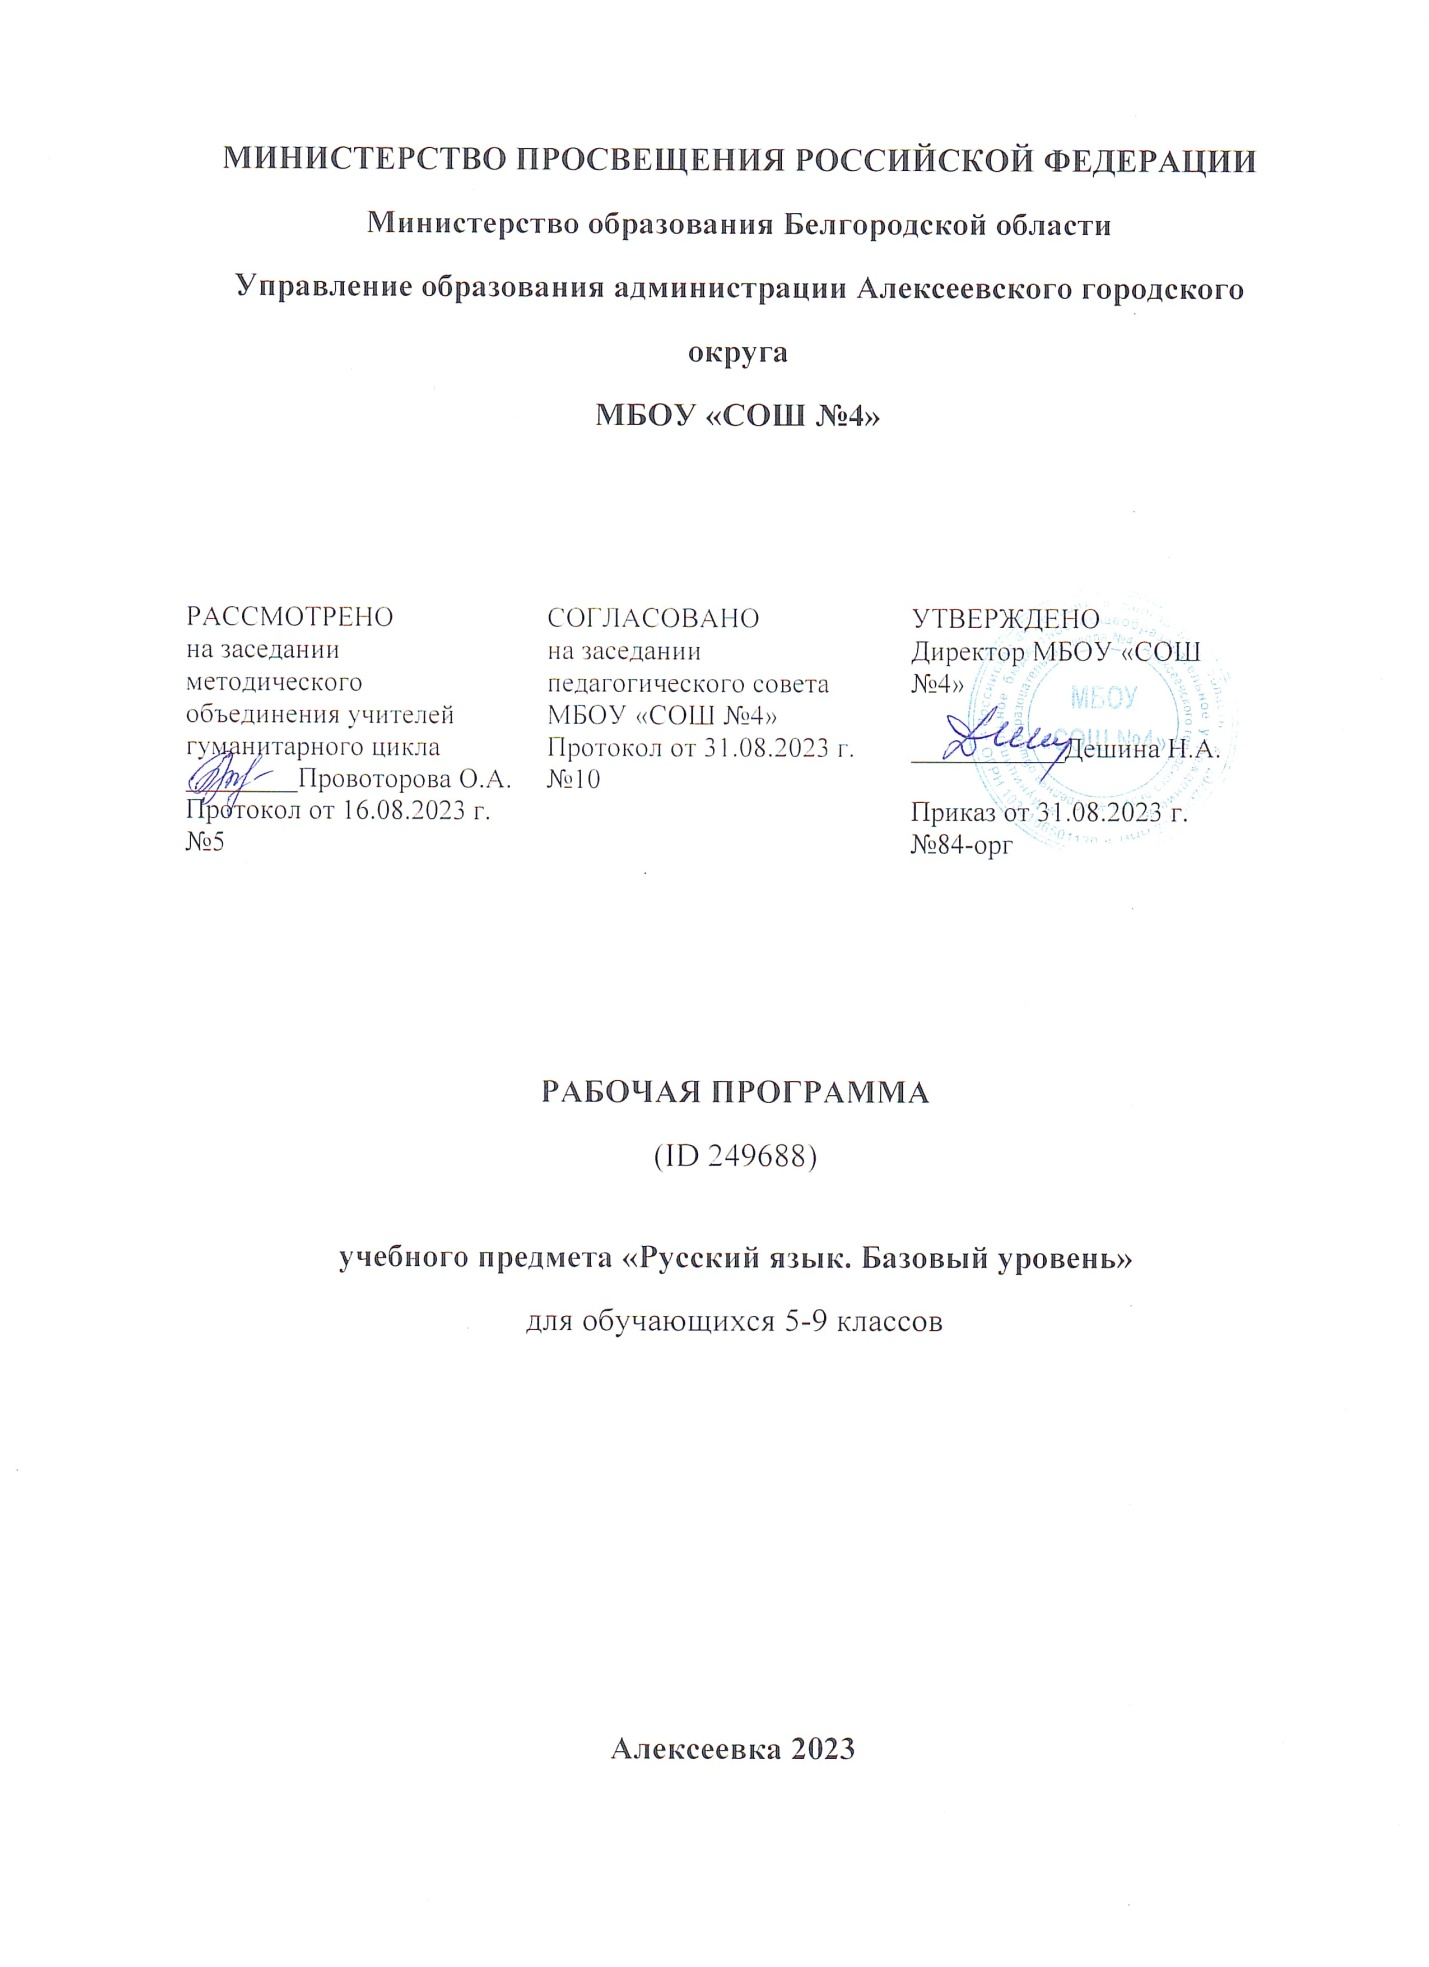 МИНИСТЕРСТВО ПРОСВЕЩЕНИЯ РОССИЙСКОЙ ФЕДЕРАЦИИ
Министерство образования Белгородской области
Управление образования администрации Алексеевского городского
округа
МБОУ «СОШ №4»
РАССМОТРЕНО
на заседании
методического
объединения учителей
гуманитарного цикла
Провоторова О.А.
Протокол от 16.08.2023 г.
№5
СОГЛАСОВАНО
на заседании
педагогического совета
МБОУ «СОШ №4»
Протокол от 31.08.2023 г.
№10
УТВЕРЖДЕНО
Директор МБОУ «СОШ
№4»
Дешина Н.А.
Приказ от 31.08.2023 г.
№84-орг
МБОУ
«СОШ №4»
РАБОЧАЯ ПРОГРАММА
(ID 249688)
учебного предмета «Русский язык. Базовый уровень»
для обучающихся 5-9 классов
Алексеевка 2023